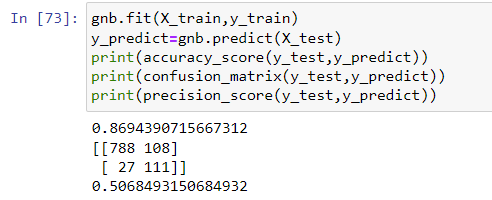 In [73]: gnb.fit(X_train,y_train)
y_predict=gnb.predict(X_test)
print(accuracy_score(y_test,y_predict))
print(confusion_matrix(y_test,y_predict))
print(precision_score(y_test,y_predict))
0.8694390715667312
[[788 108]
 [ 27 111]]
0.5068493150684932